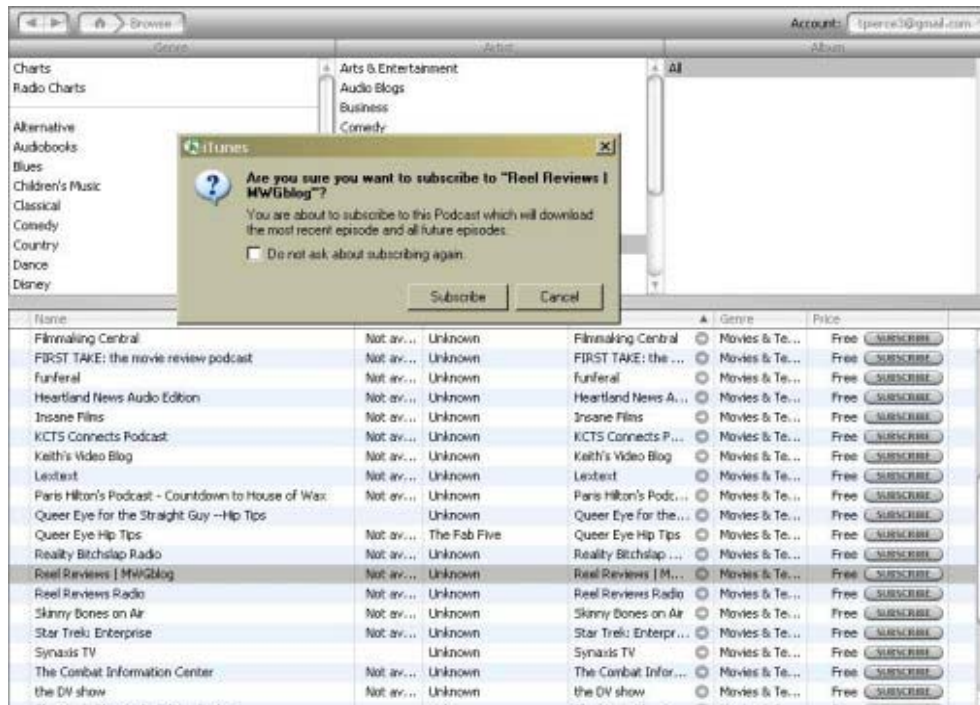 Browse
Account: tpierce3@gmail.com
Genre Artist Album
Charts
Radio Charts
Alternative
Audiobooks
Blues
Children's Music
Classical
Comedy
Country
Dance
Disney
Arts & Entertainment
Audio Blogs
Business
Comedy
All
iTunes
Are you sure you want to subscribe to "Reel Reviews |
MWGblog"?
You are about to subscribe to this Podcast which will download
the most recent episode and all future episodes.
Do not ask about subscribing again.
Subscribe Cancel
Name Genre Price
Filmmaking Central Not av... Unknown Filmmaking Central Movies & Te... Free SUBSCRIBE
FIRST TAKE: the movie review podcast Not av... Unknown FIRST TAKE: the ... Movies & Te... Free SUBSCRIBE
funferal Not av... Unknown funferal Movies & Te... Free SUBSCRIBE
Heartland News Audio Edition Not av... Unknown Heartland News A... Movies & Te... Free SUBSCRIBE
Insane Films Not av... Unknown Insane Films Movies & Te... Free SUBSCRIBE
KCTS Connects Podcast Not av... Unknown KCTS Connects P... Movies & Te... Free SUBSCRIBE
Keith's Video Blog Not av... Unknown Keith's Video Blog Movies & Te... Free SUBSCRIBE
Lextext Not av... Unknown Lextext Movies & Te... Free SUBSCRIBE
Paris Hilton's Podcast - Countdown to House of Wax Not av... Unknown Paris Hilton's Podc... Movies & Te... Free SUBSCRIBE
Queer Eye for the Straight Guy --Hip Tips Unknown Queer Eye for the... Movies & Te... Free SUBSCRIBE
Queer Eye Hip Tips Not av... The Fab Five Queer Eye Hip Tips Movies & Te... Free SUBSCRIBE
Reality Bitchslap Radio Not av... Unknown Reality Bitchslap ... Movies & Te... Free SUBSCRIBE
Reel Reviews | MWGblog Not av... Unknown Reel Reviews | M... Movies & Te... Free SUBSCRIBE
Reel Reviews Radio Not av... Unknown Reel Reviews Radio Movies & Te... Free SUBSCRIBE
Skinny Bones on Air Not av... Unknown Skinny Bones on Air Movies & Te... Free SUBSCRIBE
Star Trek: Enterprise Not av... Unknown Star Trek: Enterpr... Movies & Te... Free SUBSCRIBE
Synaxis TV Unknown Synaxis TV Movies & Te... Free SUBSCRIBE
The Combat Information Center Not av... Unknown The Combat Infor... Movies & Te... Free SUBSCRIBE
the DV show Not av... Unknown the DV show Movies & Te... Free SUBSCRIBE